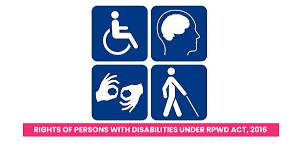 RIGHTS OF PERSONS WITH DISABILITIES UNDER RPWD ACT, 2016